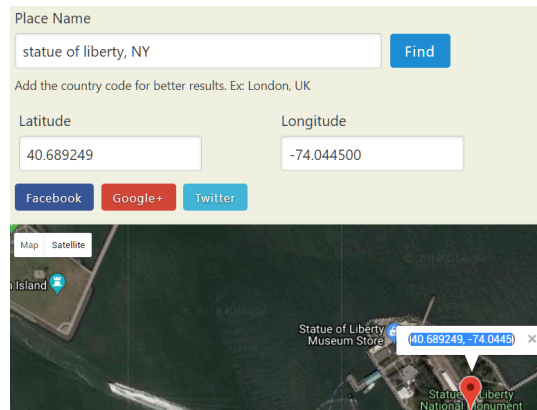 Place Name
statue of liberty, NY
Find
Add the country code for better results. Ex: London, UK
Latitude
Longitude
40.689249
-74.044500
Facebook
Google+
Twitter
Map
Satellite
Island
Statue of Liberty
Museum Store
(40.689249, -74.0445)
×
Statue Liberty
National Monument